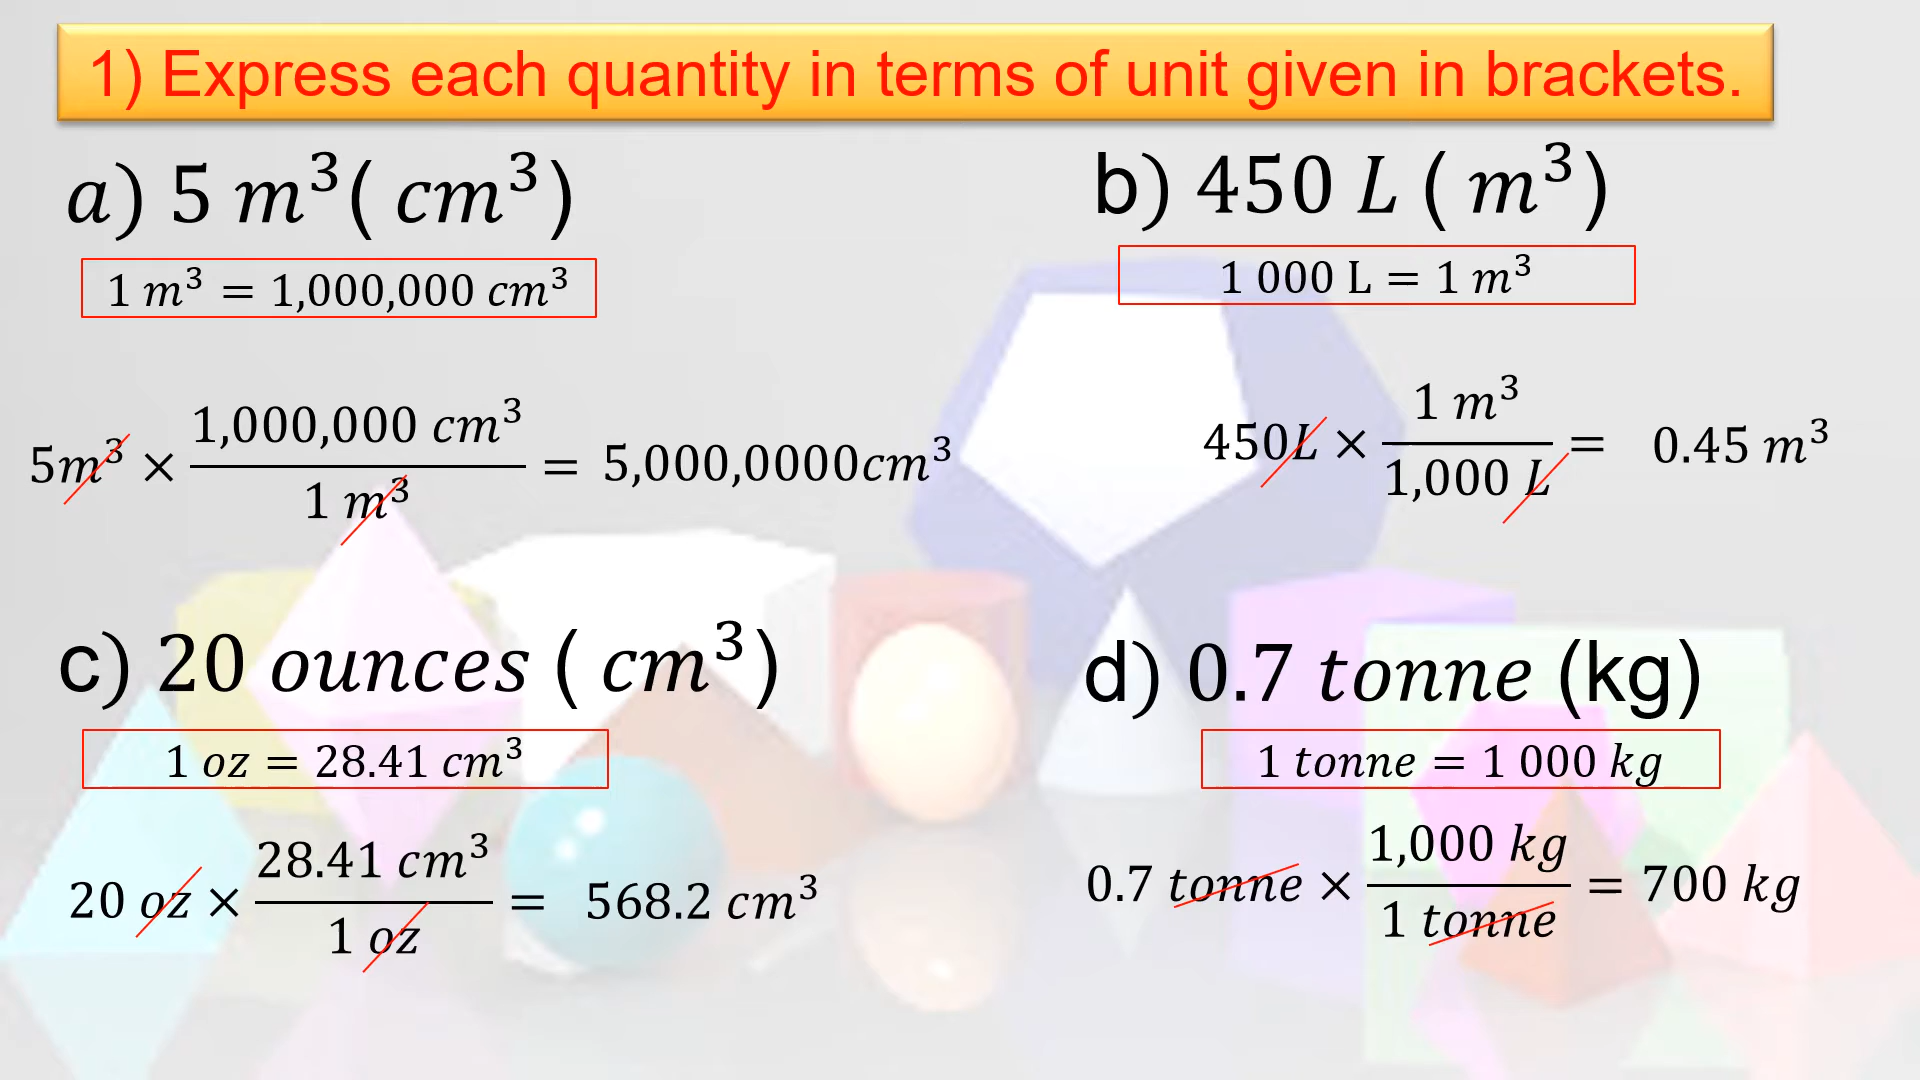 1) Express each quantity in terms of unit given in brackets.
a) 5 m³( cm³)
1 m³ = 1,000,000 cm³
5m³ × 1,000,000 cm³ / 1 m³ = 5,000,0000cm³
b) 450 L ( m³)
1 000 L = 1 m³
450L × 1 m³ / 1,000 L = 0.45 m³
c) 20 ounces ( cm³)
1 oz = 28.41 cm³
20 oz × 28.41 cm³ / 1 oz = 568.2 cm³
d) 0.7 tonne (kg)
1 tonne = 1 000 kg
0.7 tonne × 1,000 kg / 1 tonne = 700 kg